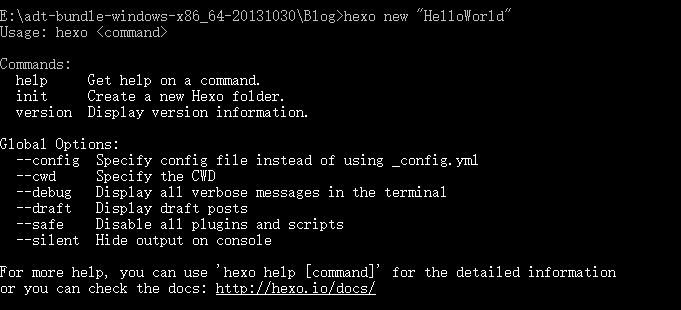 E:\adt-bundle-windows-x86_64-20131030\Blog>hexo new "HelloWorld"
Usage: hexo <command>
Commands:
help Get help on a command.
init Create a new Hexo folder.
version Display version information.
Global Options:
--config Specify config file instead of using _config.yml
--cwd Specify the CWD
--debug Display all verbose messages in the terminal
--draft Display draft posts
--safe Disable all plugins and scripts
--silent Hide output on console
For more help, you can use 'hexo help [command]' for the detailed information
or you can check the docs: http://hexo.io/docs/